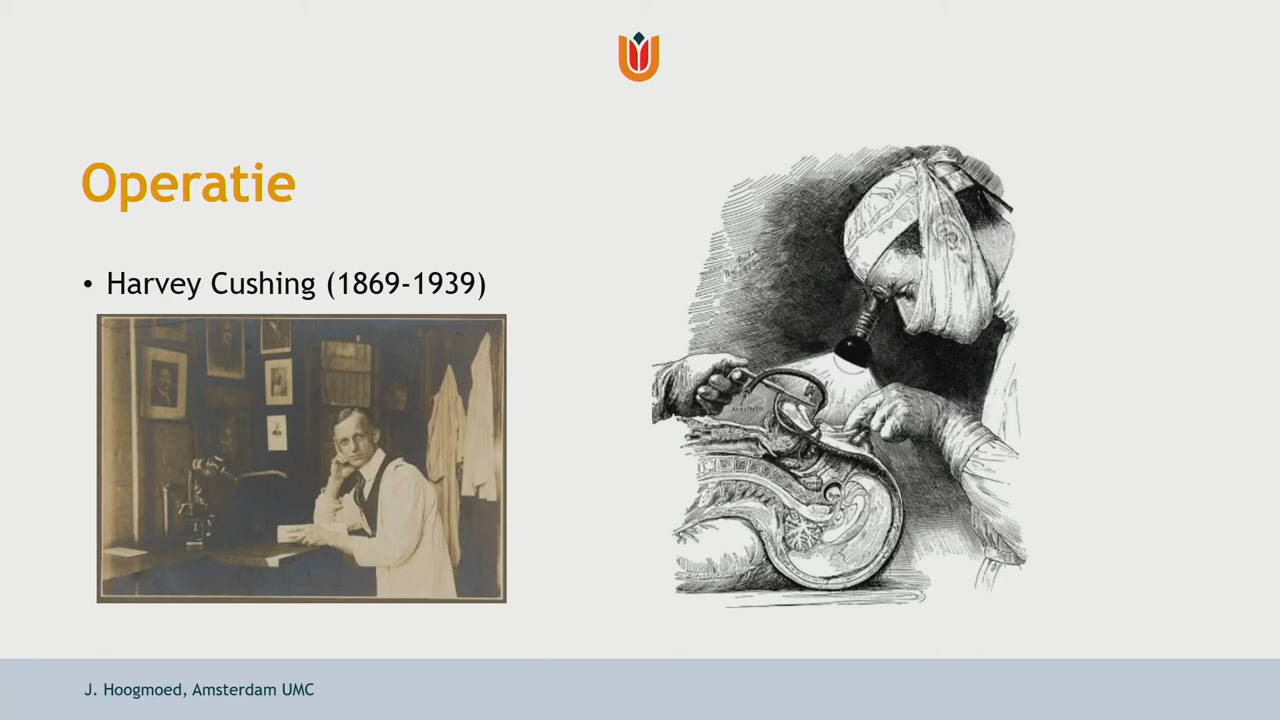 Operatie
• Harvey Cushing (1869-1939)
J. Hoogmoed, Amsterdam UMC